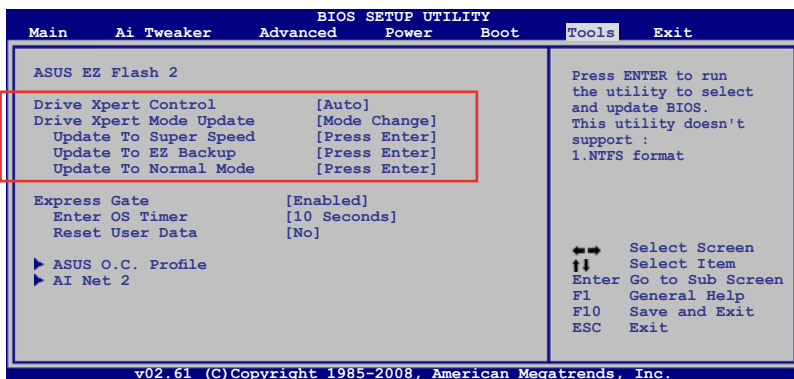 BIOS SETUP UTILITY
Main Ai Tweaker Advanced Power Boot Tools Exit
ASUS EZ Flash 2
Drive Xpert Control [Auto]
Drive Xpert Mode Update [Mode Change]
Update To Super Speed [Press Enter]
Update To EZ Backup [Press Enter]
Update To Normal Mode [Press Enter]
Express Gate [Enabled]
Enter OS Timer [10 Seconds]
Reset User Data [No]
ASUS O.C. Profile
AI Net 2
Press ENTER to run
the utility to select
and update BIOS.
This utility doesn't
support :
1.NTFS format
Select Screen
Select Item
Enter Go to Sub Screen
F1 General Help
F10 Save and Exit
ESC Exit
v02.61 (C)Copyright 1985-2008, American Megatrends, Inc.